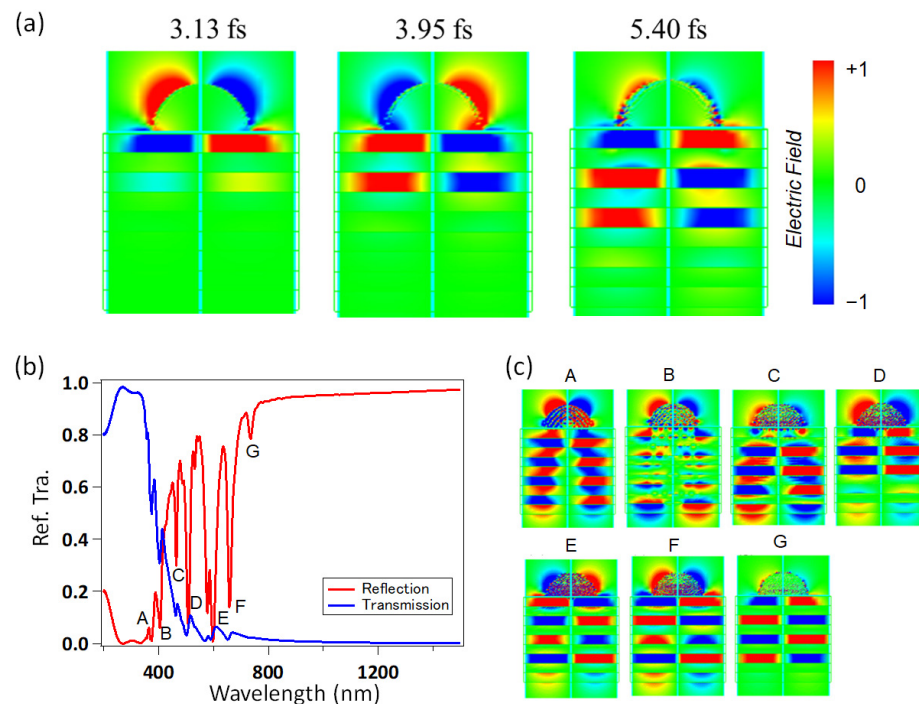 (a)
3.13 fs 3.95 fs 5.40 fs
+1
0
−1
Electric Field
(b)
1.0
0.8
0.6
0.4
0.2
0.0
Ref. Tra.
A
B
C
D
E
F
G
Reflection
Transmission
400 800 1200
Wavelength (nm)
(c)
A B C D
E F G